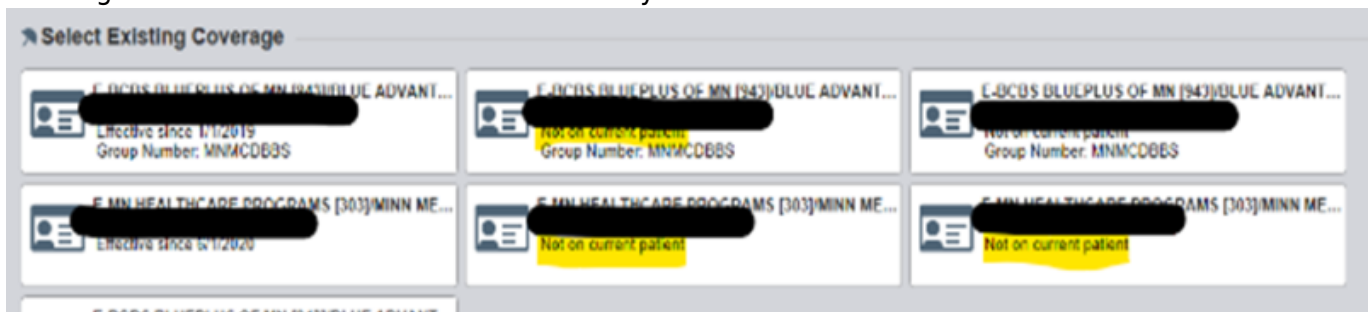 Select Existing Coverage
E-BCBS BLUEPLUS OF MN [943]/BLUE ADVANT...
Effective since 1/1/2019
Group Number: MNMCDBBS
E-BCBS BLUEPLUS OF MN [943]/BLUE ADVANT...
Not on current patient
Group Number: MNMCDBBS
E-BCBS BLUEPLUS OF MN [943]/BLUE ADVANT...
Not on current patient
Group Number: MNMCDBBS
E-MN HEALTHCARE PROGRAMS [303]/MINN ME...
Effective since 6/1/2020
E-MN HEALTHCARE PROGRAMS [303]/MINN ME...
Not on current patient
E-MN HEALTHCARE PROGRAMS [303]/MINN ME...
Not on current patient